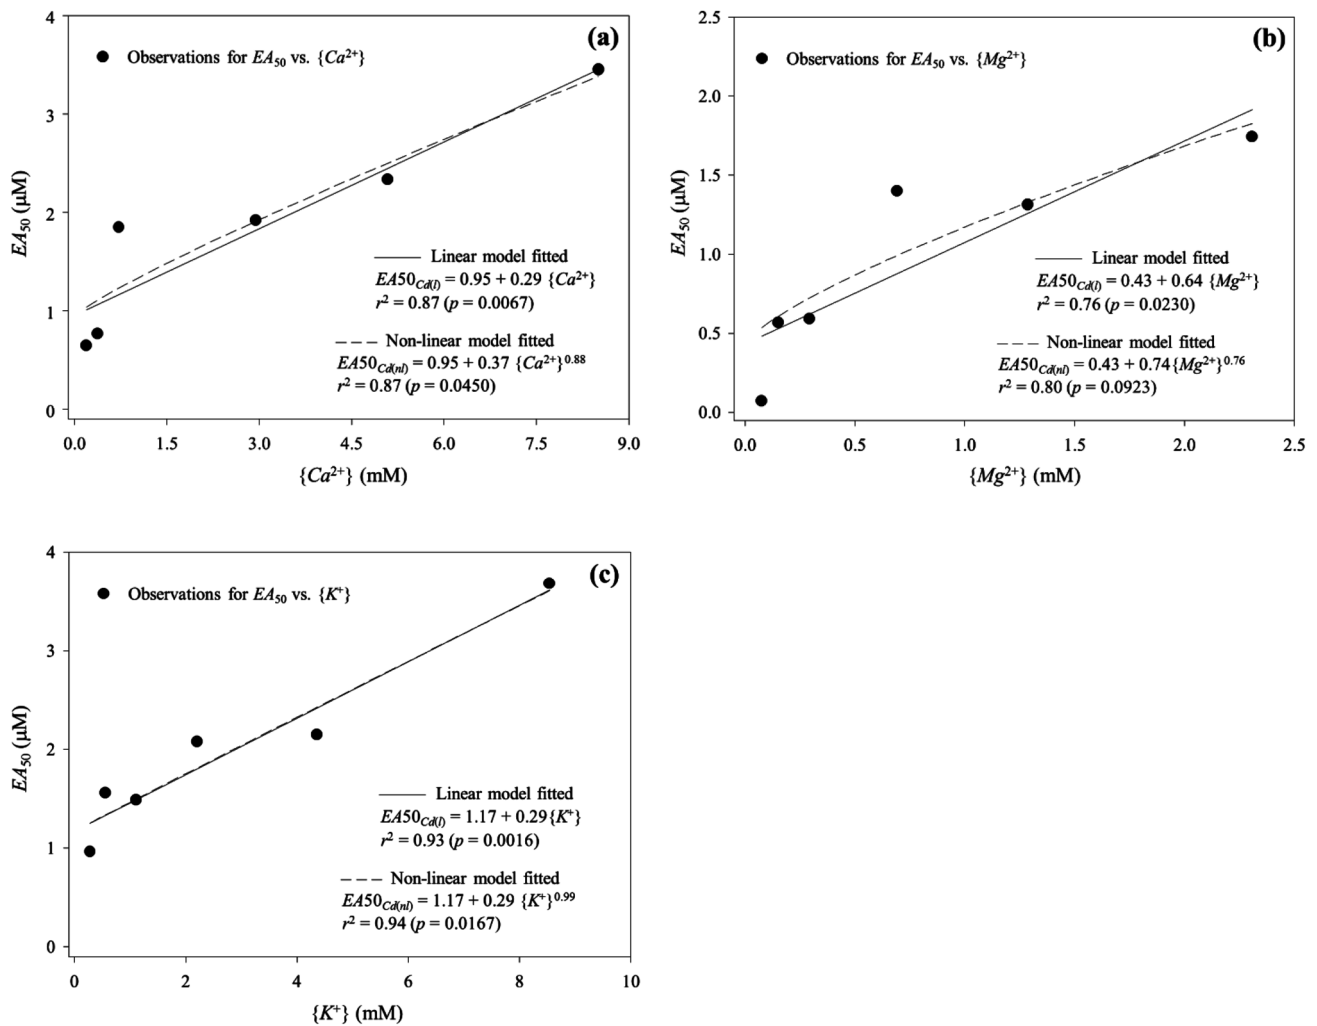 (a)
Observations for EA50 vs. {Ca2+}
Linear model fitted
EA50Cd(l) = 0.95 + 0.29 {Ca2+}
r2 = 0.87 (p = 0.0067)
Non-linear model fitted
EA50Cd(nl) = 0.95 + 0.37 {Ca2+}0.88
r2 = 0.87 (p = 0.0450)
EA50 (μM)
4
3
2
1
0
0.0 1.5 3.0 4.5 6.0 7.5 9.0
{Ca2+} (mM)
(b)
Observations for EA50 vs. {Mg2+}
Linear model fitted
EA50Cd(l) = 0.43 + 0.64 {Mg2+}
r2 = 0.76 (p = 0.0230)
Non-linear model fitted
EA50Cd(nl) = 0.43 + 0.74{Mg2+}0.76
r2 = 0.80 (p = 0.0923)
EA50 (μM)
2.5
2.0
1.5
1.0
0.5
0.0
0.0 0.5 1.0 1.5 2.0 2.5
{Mg2+} (mM)
(c)
Observations for EA50 vs. {K+}
Linear model fitted
EA50Cd(l) = 1.17 + 0.29{K+}
r2 = 0.93 (p = 0.0016)
Non-linear model fitted
EA50Cd(nl) = 1.17 + 0.29 {K+}0.99
r2 = 0.94 (p = 0.0167)
EA50 (μM)
4
3
2
1
0
0 2 4 6 8 10
{K+} (mM)